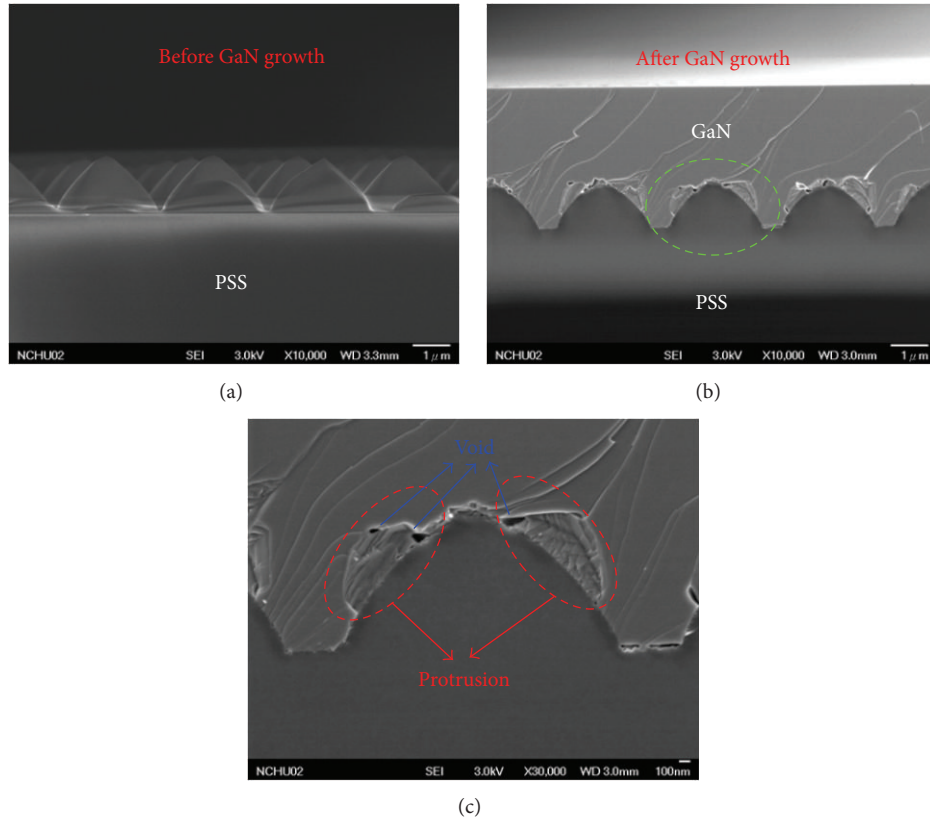 Before GaN growth
PSS
NCHU02 SEI 3.0kV X10,000 WD 3.3mm 1 μm
(a)
After GaN growth
GaN
PSS
NCHU02 SEI 3.0kV X10,000 WD 3.0mm 1 μm
(b)
Void
Protrusion
NCHU02 SEI 3.0kV X30,000 WD 3.0mm 100nm
(c)